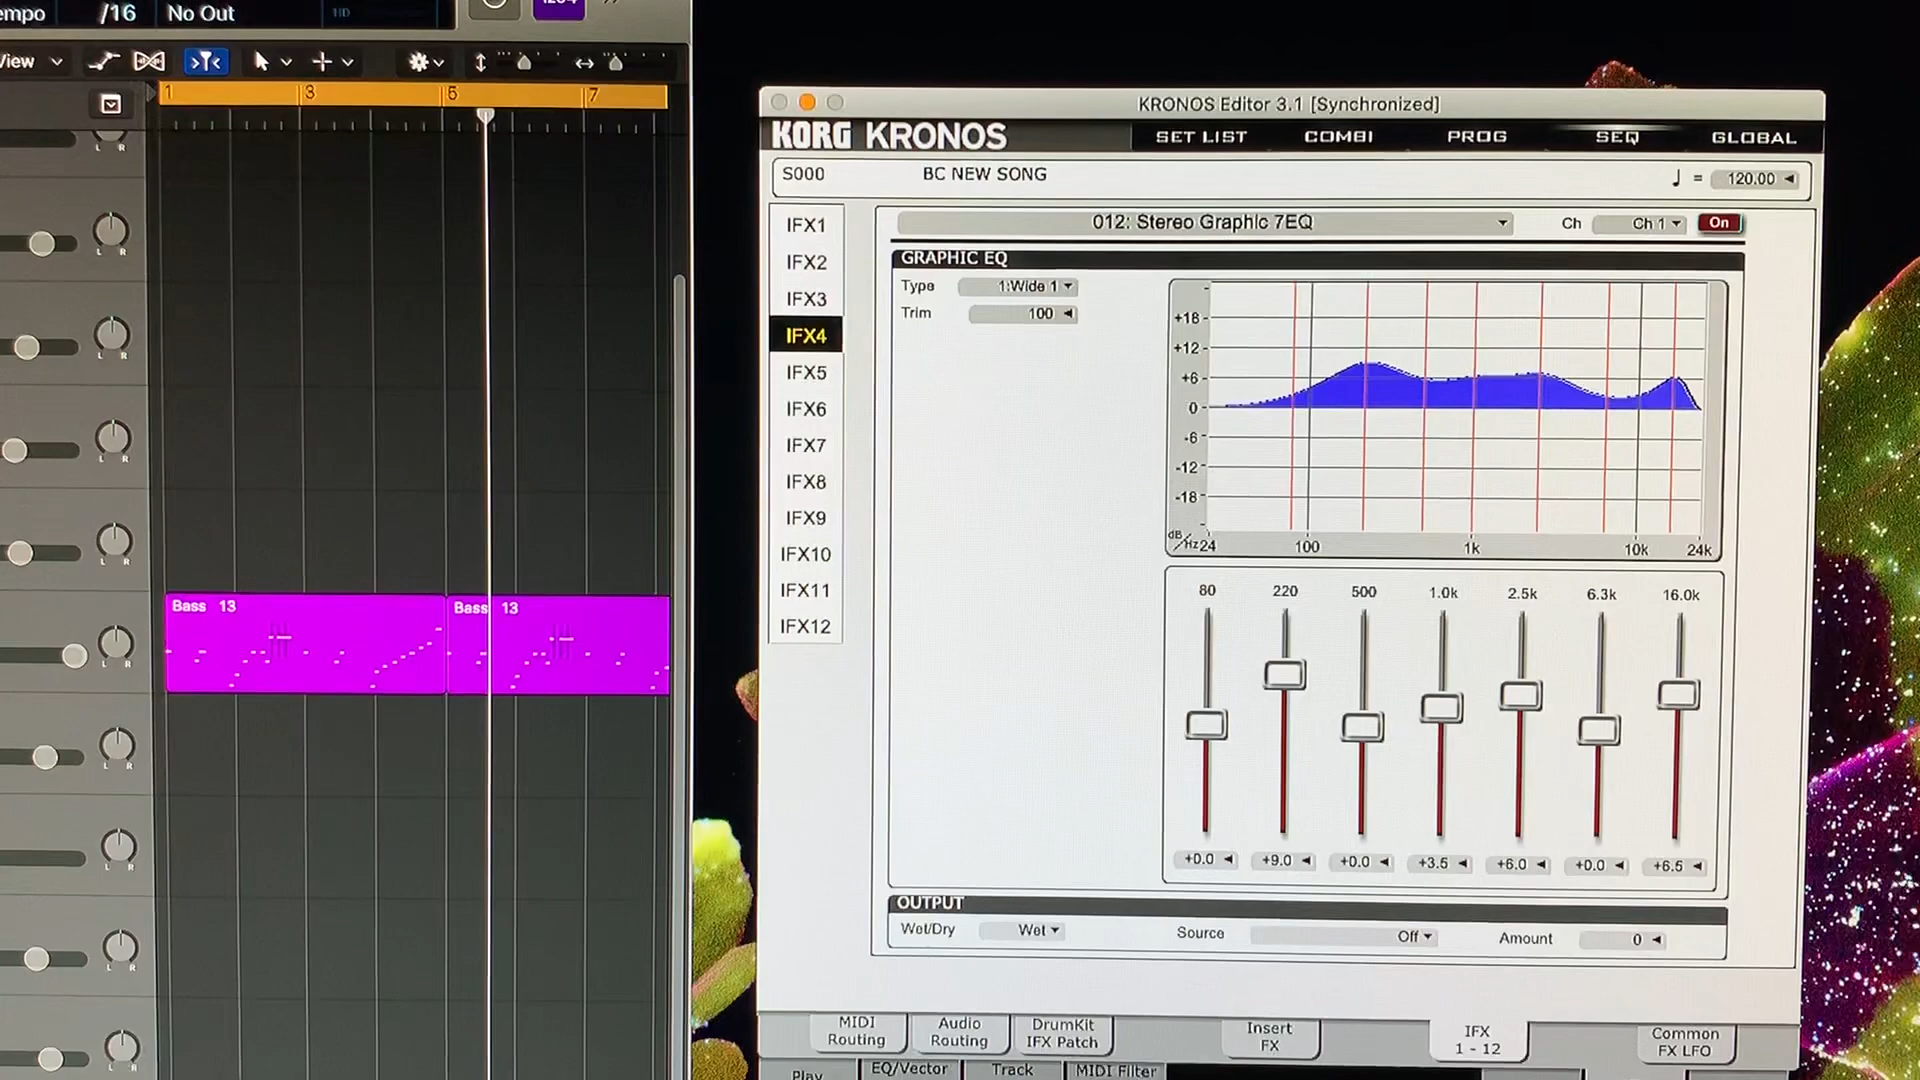 /16 No Out HD
View
1 3 5 7
L R
L R
L R
L R
L R
L R
L R
L R
L R
L R
Bass 13 Bass 13
KRONOS Editor 3.1 [Synchronized]
KORG KRONOS
SET LIST COMBI PROG SEQ GLOBAL
S000 BC NEW SONG ♩ = 120.00
IFX1
IFX2
IFX3
IFX4
IFX5
IFX6
IFX7
IFX8
IFX9
IFX10
IFX11
IFX12
012: Stereo Graphic 7EQ Ch Ch 1 On
GRAPHIC EQ
Type 1:Wide 1
Trim 100
+18
+12
+6
0
-6
-12
-18
dB/Hz 24 100 1k 10k 24k
80 220 500 1.0k 2.5k 6.3k 16.0k
+0.0 +9.0 +0.0 +3.5 +6.0 +0.0 +6.5
OUTPUT
Wet/Dry Wet Source Off Amount 0
MIDI Routing
Audio Routing
DrumKit IFX Patch
Insert FX
IFX 1 - 12
Common FX LFO
Play EQ/Vector Track MIDI Filter